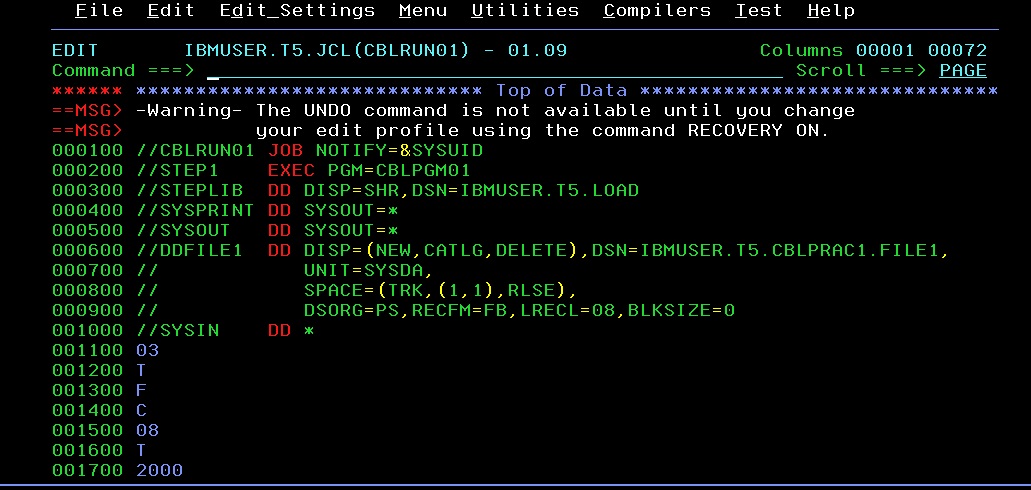 File  Edit  Edit_Settings  Menu  Utilities  Compilers  Test  Help
EDIT       IBMUSER.T5.JCL(CBLRUN01) - 01.09                Columns 00001 00072
Command ===>                                                  Scroll ===> PAGE
****** ***************************** Top of Data ******************************
==MSG> -Warning- The UNDO command is not available until you change
==MSG>           your edit profile using the command RECOVERY ON.
000100 //CBLRUN01 JOB NOTIFY=&SYSUID
000200 //STEP1    EXEC PGM=CBLPGM01
000300 //STEPLIB  DD DISP=SHR,DSN=IBMUSER.T5.LOAD
000400 //SYSPRINT DD SYSOUT=*
000500 //SYSOUT   DD SYSOUT=*
000600 //DDFILE1  DD DISP=(NEW,CATLG,DELETE),DSN=IBMUSER.T5.CBLPRAC1.FILE1,
000700 //            UNIT=SYSDA,
000800 //            SPACE=(TRK,(1,1),RLSE),
000900 //            DSORG=PS,RECFM=FB,LRECL=08,BLKSIZE=0
001000 //SYSIN    DD *
001100 03
001200 T
001300 F
001400 C
001500 08
001600 T
001700 2000